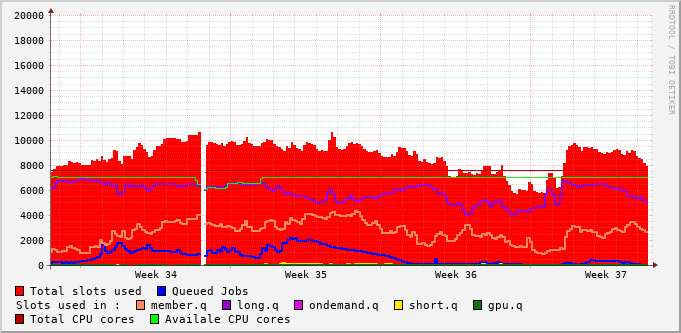 20000
18000
16000
14000
12000
10000
8000
6000
4000
2000
0
Week 34 Week 35 Week 36 Week 37
Total slots used Queued Jobs
Slots used in : member.q long.q ondemand.q short.q gpu.q
Total CPU cores Availale CPU cores
RRDTOOL / TOBI OETIKER